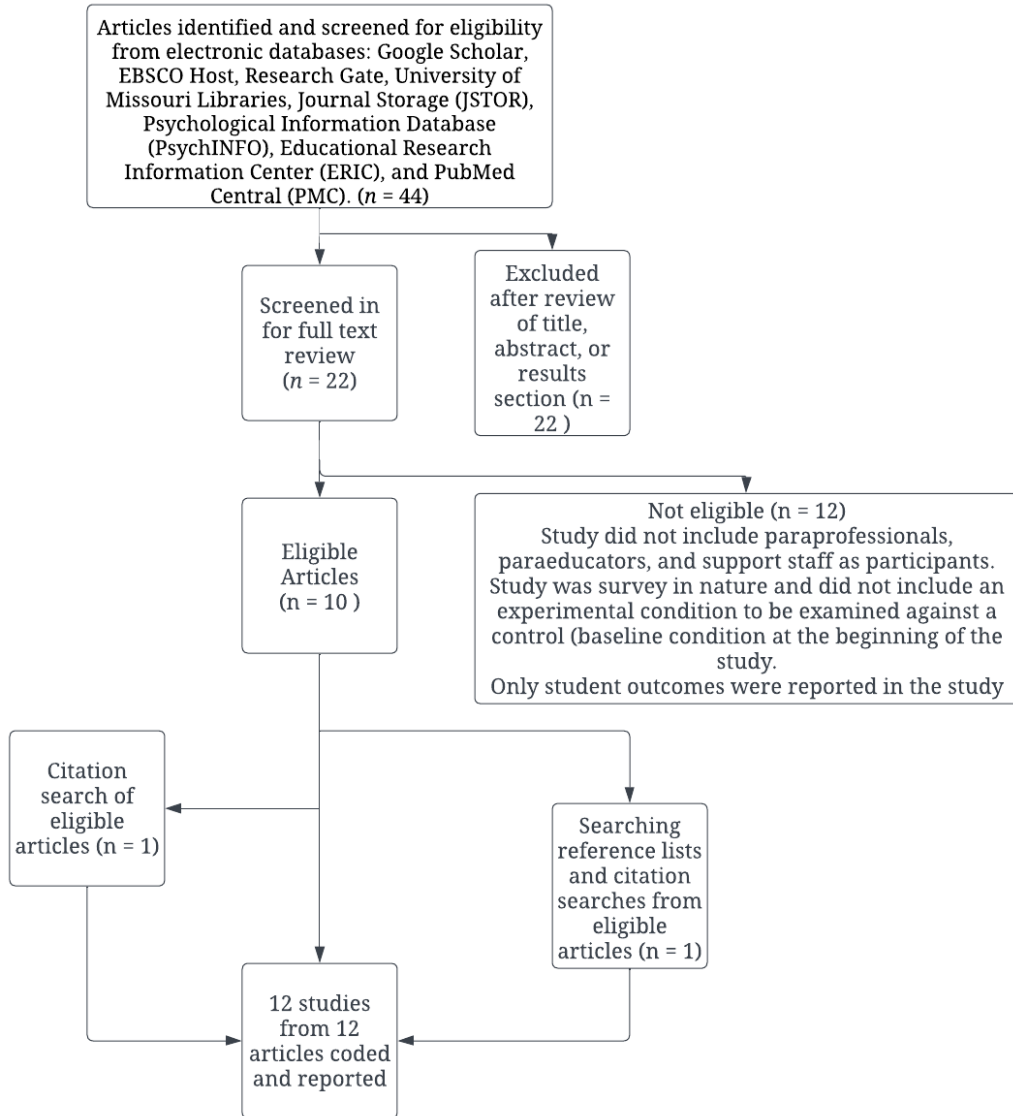 Articles identified and screened for eligibility
from electronic databases: Google Scholar,
EBSCO Host, Research Gate, University of
Missouri Libraries, Journal Storage (JSTOR),
Psychological Information Database
(PsychINFO), Educational Research
Information Center (ERIC), and PubMed
Central (PMC). (n = 44)
Screened in
for full text
review
(n = 22)
Excluded
after review
of title,
abstract, or
results
section (n =
22 )
Eligible
Articles
(n = 10 )
Not eligible (n = 12)
Study did not include paraprofessionals,
paraeducators, and support staff as participants.
Study was survey in nature and did not include an
experimental condition to be examined against a
control (baseline condition at the beginning of the
study.
Only student outcomes were reported in the study
Citation
search of
eligible
articles (n = 1)
Searching
reference lists
and citation
searches from
eligible
articles (n = 1)
12 studies
from 12
articles coded
and reported